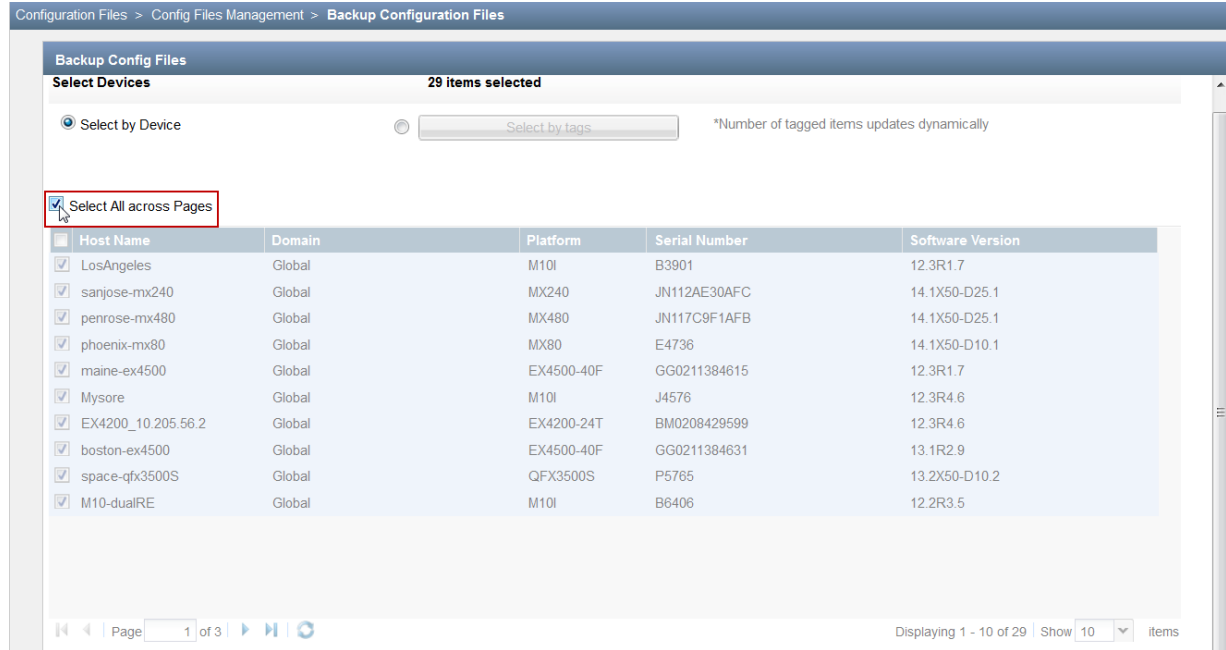 Configuration Files > Config Files Management > Backup Configuration Files
Backup Config Files
Select Devices 29 items selected
Select by Device Select by tags *Number of tagged items updates dynamically
Select All across Pages
Host Name Domain Platform Serial Number Software Version
LosAngeles Global M10I B3901 12.3R1.7
sanjose-mx240 Global MX240 JN112AE30AFC 14.1X50-D25.1
penrose-mx480 Global MX480 JN117C9F1AFB 14.1X50-D25.1
phoenix-mx80 Global MX80 E4736 14.1X50-D10.1
maine-ex4500 Global EX4500-40F GG0211384615 12.3R1.7
Mysore Global M10I J4576 12.3R4.6
EX4200_10.205.56.2 Global EX4200-24T BM0208429599 12.3R4.6
boston-ex4500 Global EX4500-40F GG0211384631 13.1R2.9
space-qfx3500S Global QFX3500S P5765 13.2X50-D10.2
M10-dualRE Global M10I B6406 12.2R3.5
Page 1 of 3 Displaying 1 - 10 of 29 Show 10 items